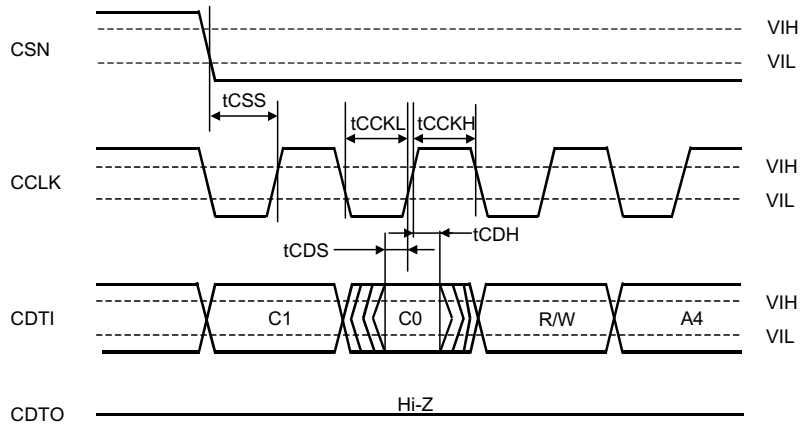 CSN
VIH
VIL
tCSS
tCCKL
tCCKH
CCLK
VIH
VIL
tCDS
tCDH
CDTI
C1
C0
R/W
A4
VIH
VIL
CDTO
Hi-Z